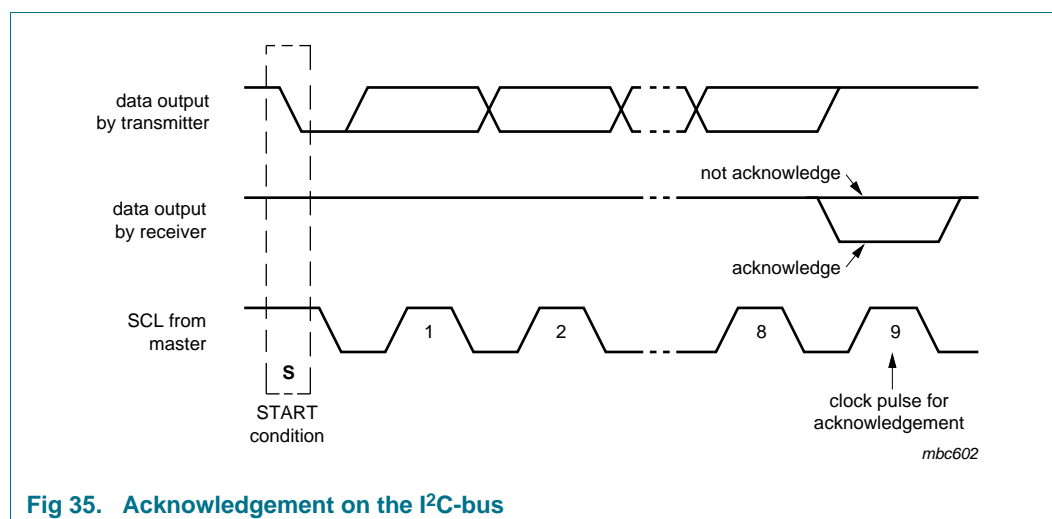 data output
by transmitter
not acknowledge
data output
by receiver
acknowledge
SCL from
master
1
2
8
9
S
START
condition
clock pulse for
acknowledgement
mbc602
Fig 35. Acknowledgement on the I²C-bus